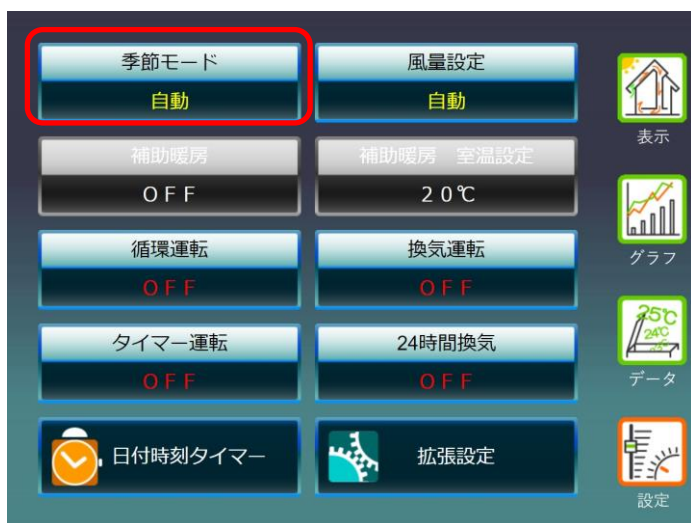 季節モード
自動
風量設定
自動
表示
補助暖房
OFF
補助暖房 室温設定
20℃
グラフ
循環運転
OFF
換気運転
OFF
25℃
24℃
データ
タイマー運転
OFF
24時間換気
OFF
日付時刻タイマー
拡張設定
設定